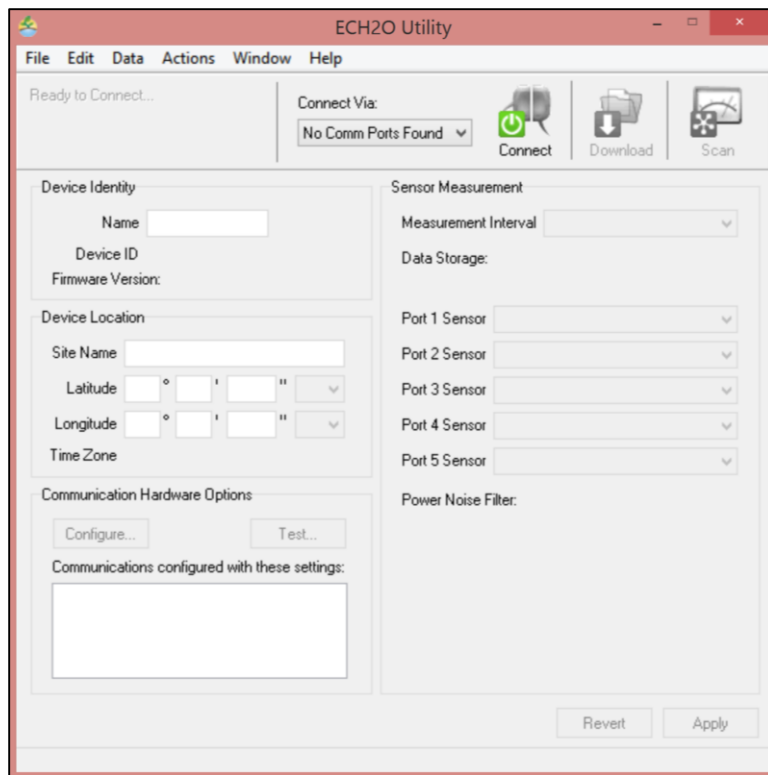 ECH2O Utility
File Edit Data Actions Window Help
Ready to Connect...
Connect Via:
No Comm Ports Found
Connect
Download
Scan
Device Identity
Name
Device ID
Firmware Version:
Device Location
Site Name
Latitude ° ' "
Longitude ° ' "
Time Zone
Communication Hardware Options
Configure... Test...
Communications configured with these settings:
Sensor Measurement
Measurement Interval
Data Storage:
Port 1 Sensor
Port 2 Sensor
Port 3 Sensor
Port 4 Sensor
Port 5 Sensor
Power Noise Filter:
Revert Apply